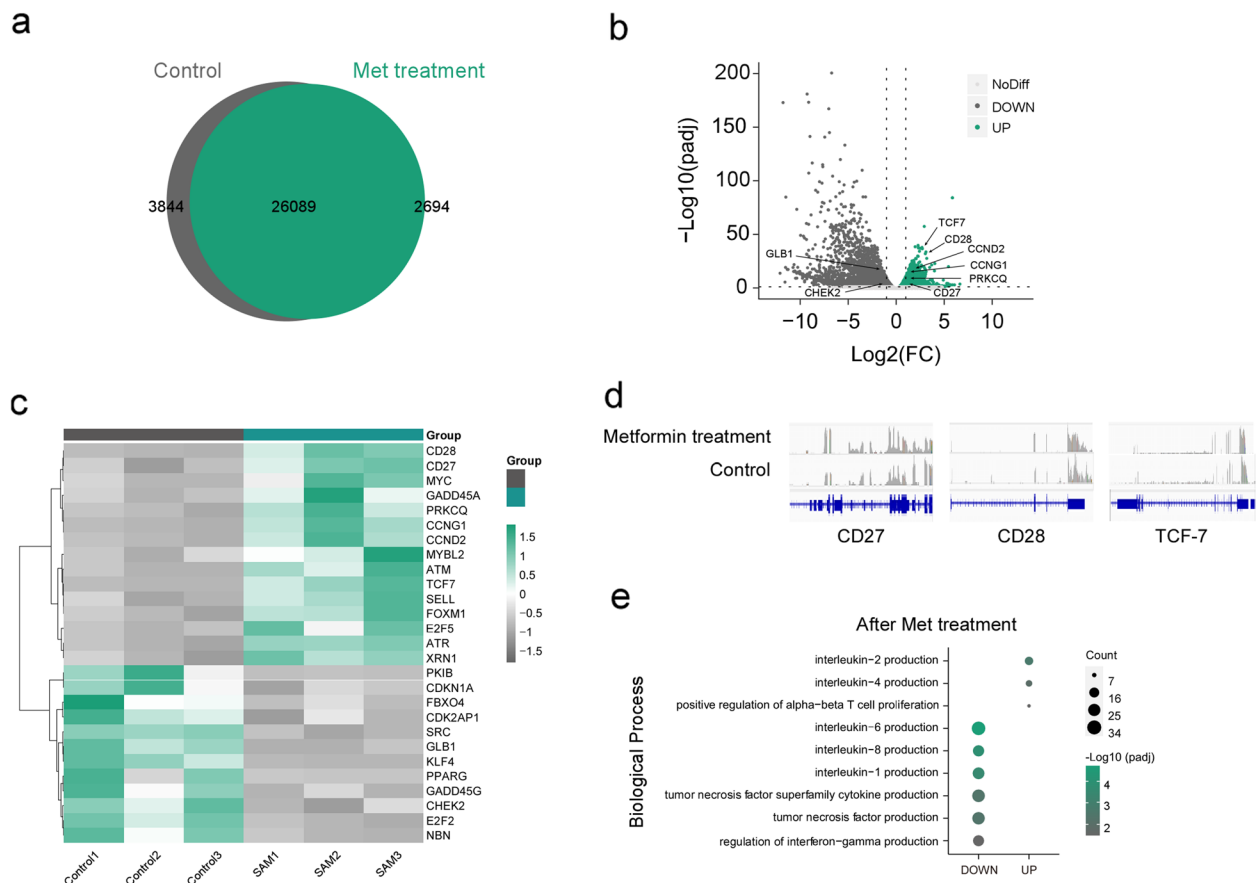 a
Control
Met treatment
3844
26089
2694
b
200
150
100
50
0
−Log10(padj)
NoDiff
DOWN
UP
TCF7
CD28
CCND2
GLB1
CCNG1
PRKCQ
CHEK2
CD27
−10
−5
0
5
10
Log2(FC)
c
Group
CD28
CD27
MYC
GADD45A
PRKCQ
CCNG1
CCND2
MYBL2
ATM
TCF7
SELL
FOXM1
E2F5
ATR
XRN1
PKIB
CDKN1A
FBXO4
CDK2AP1
SRC
GLB1
KLF4
PPARG
GADD45G
CHEK2
E2F2
NBN
Control1
Control2
Control3
SAM1
SAM2
SAM3
Group
1.5
1
0.5
0
−0.5
−1
−1.5
d
Metformin treatment
Control
CD27
CD28
TCF-7
e
After Met treatment
Biological Process
interleukin-2 production
interleukin-4 production
positive regulation of alpha-beta T cell proliferation
interleukin-6 production
interleukin-8 production
interleukin-1 production
tumor necrosis factor superfamily cytokine production
tumor necrosis factor production
regulation of interferon-gamma production
DOWN
UP
Count
7
16
25
34
-Log10 (padj)
4
3
2